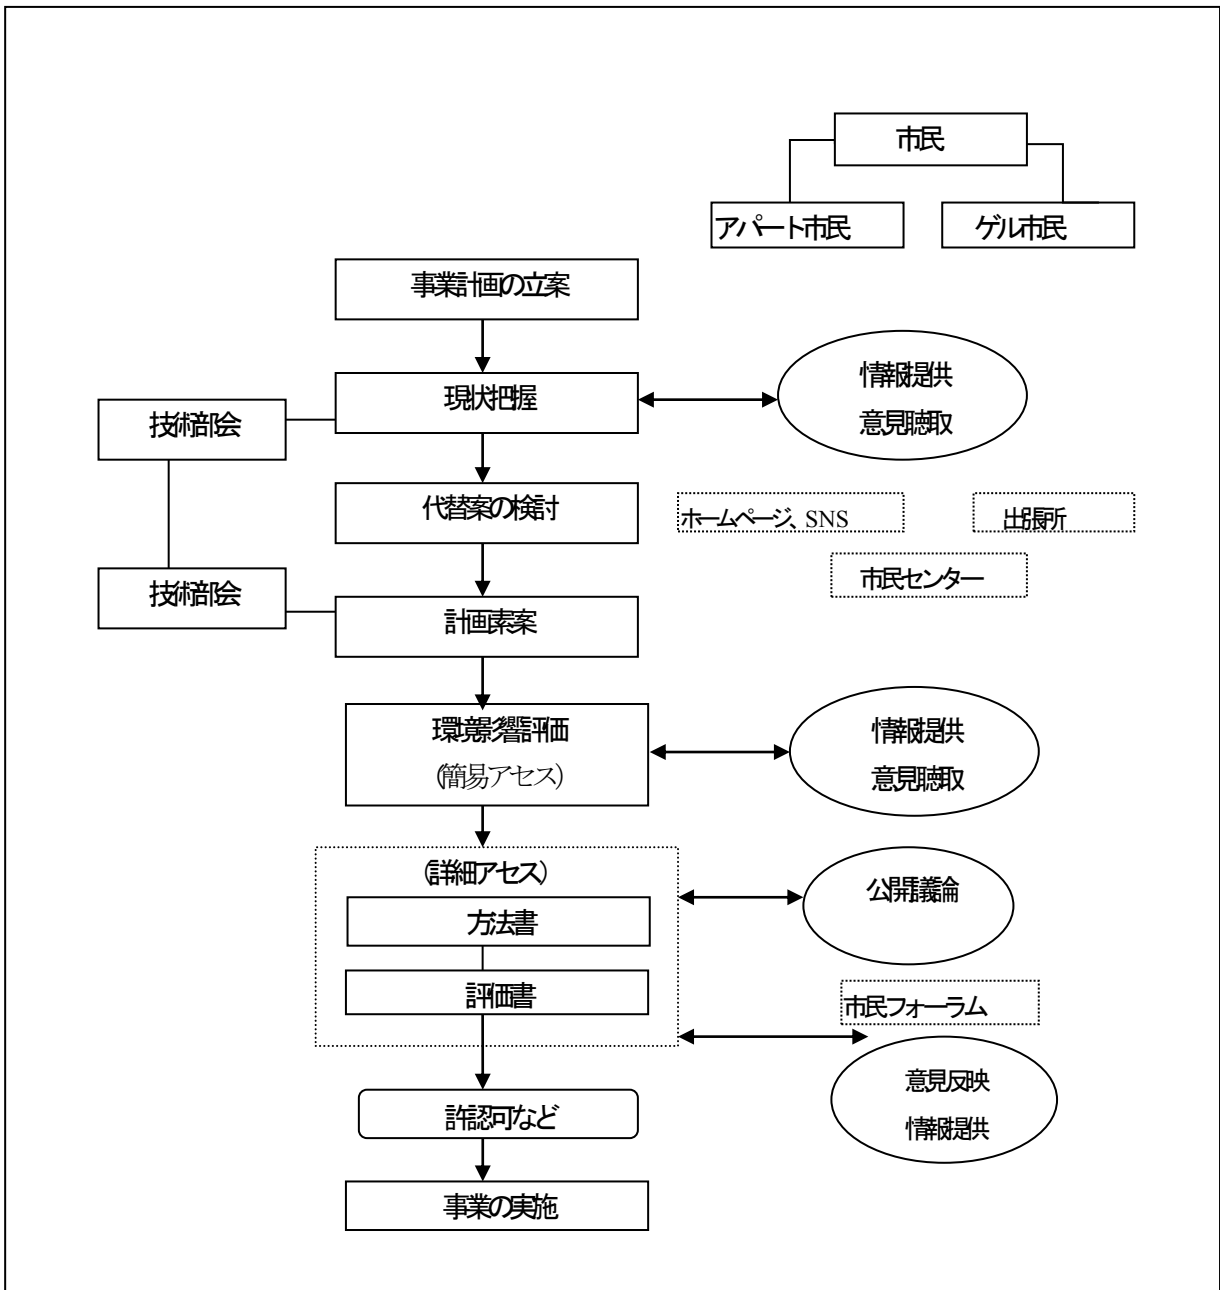 市民
アパート市民
ゲル市民
事業計画の立案
現状把握
情報提供
意見聴取
技術部会
代替案の検討
ホームページ、SNS
出張所
市民センター
技術部会
計画素案
環境影響評価
(簡易アセス)
情報提供
意見聴取
(詳細アセス)
方法書
評価書
公開議論
市民フォーラム
意見反映
情報提供
許認可など
事業の実施